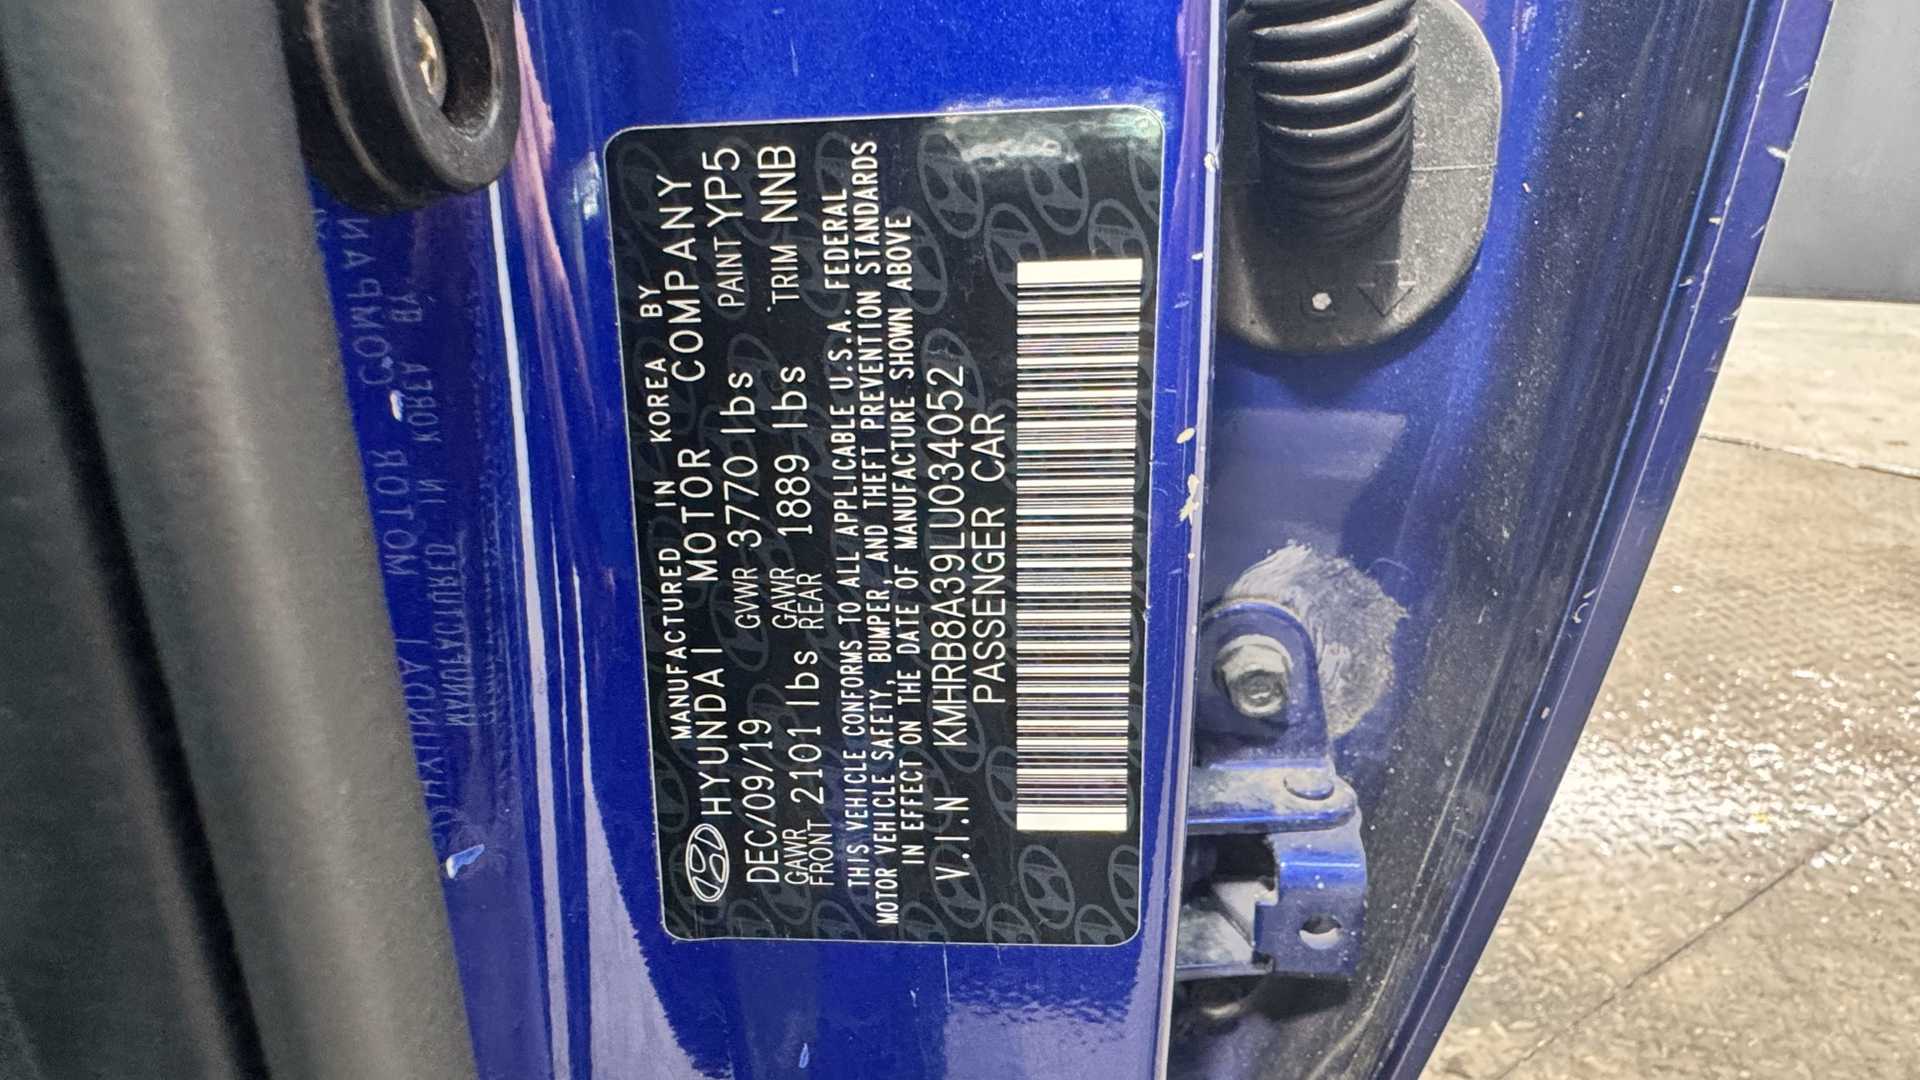 MANUFACTURED IN KOREA BY
HYUNDAI MOTOR COMPANY
DEC/09/19 GVWR 3770 lbs PAINT YP5
GAWR FRONT 2101 lbs GAWR REAR 1889 lbs TRIM NNB
THIS VEHICLE CONFORMS TO ALL APPLICABLE U.S.A. FEDERAL
MOTOR VEHICLE SAFETY, BUMPER, AND THEFT PREVENTION STANDARDS
IN EFFECT ON THE DATE OF MANUFACTURE SHOWN ABOVE
V.I.N KMHRB8A39LU034052
PASSENGER CAR